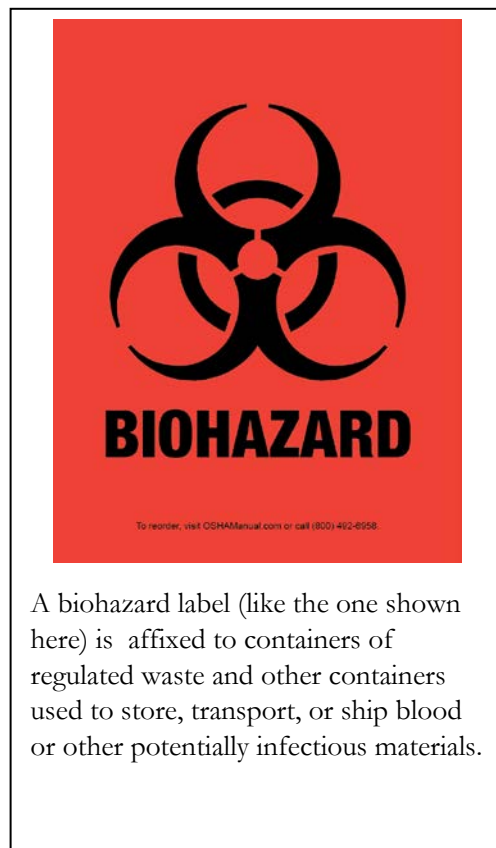 BIOHAZARD
To reorder, visit OSHAManual.com or call (800) 492-6958.
A biohazard label (like the one shown
here) is affixed to containers of
regulated waste and other containers
used to store, transport, or ship blood
or other potentially infectious materials.